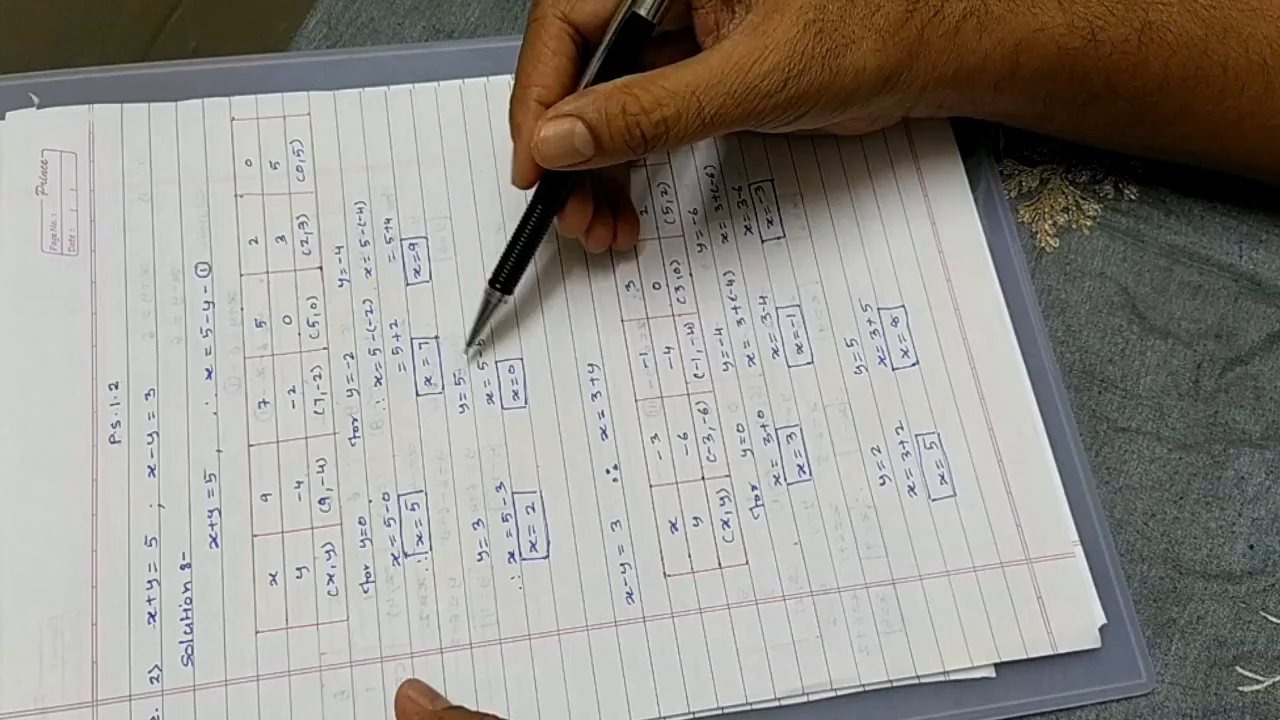 Prince
Page No.:
Date: / /
P.S. 1.2
2) x+y=5 ; x-y=3
Solution :-
x+y=5, ∴ x=5-y-①
x 9 7 5 2 0
y -4 -2 0 3 5
(x,y) (9,-4) (7,-2) (5,0) (2,3) (0,5)
for y=0 for y=-2 y=-4
x=5-0 ∴ x=5-(-2) x=5-(-4)
∴ x=5 =5+2 =5+4
x=7 x=9
y=3 y=5
∴ x=5-3 x=5-5
x=2 x=0
x-y=3 ∴ x=3+y
x -3 -1 3
y -6 -4 0 2
(x,y) (-3,-6) (-1,-4) (3,0) (5,2)
for y=0 y=-4 y=-6
x=3+0 x=3+(-4) x=3+(-6)
x=3 x=3-4 x=3-6
x=-1 x=-3
y=2 y=5
x=3+2 x=3+5
x=5 x=8